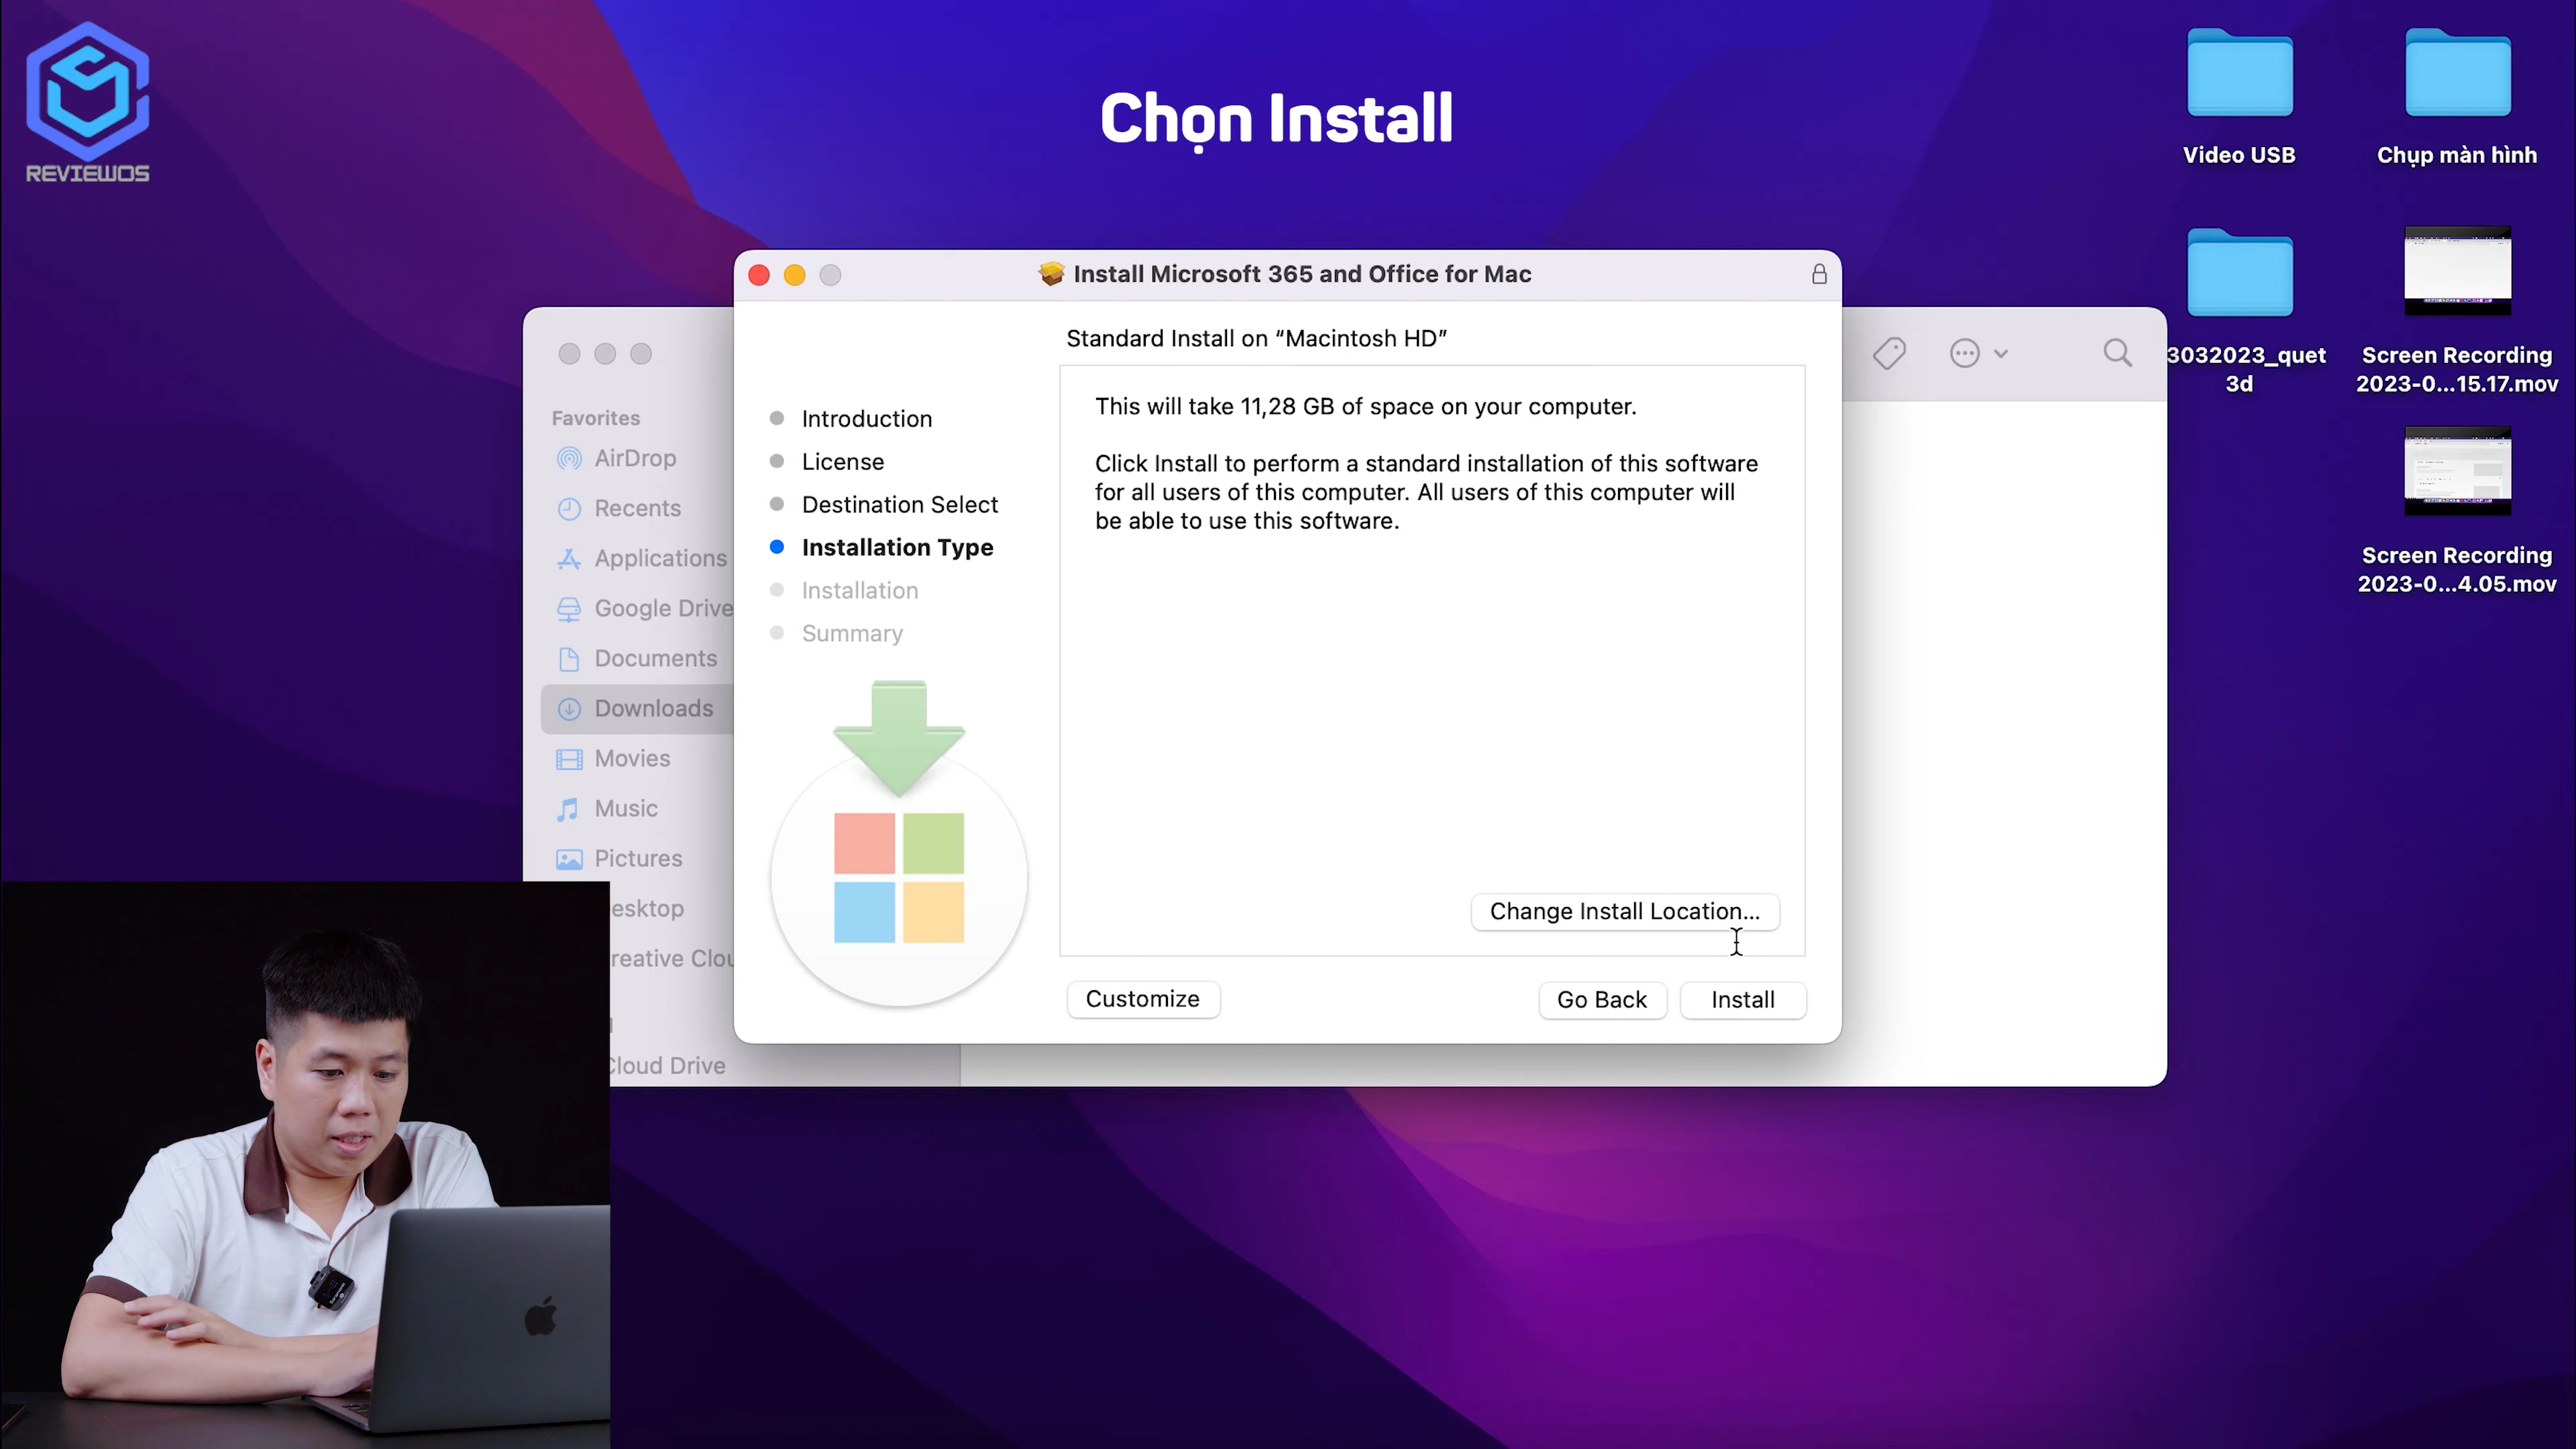 REVIEWOS
Chọn Install
Video USB
Chụp màn hình
3032023_quet
3d
Screen Recording
2023-0...15.17.mov
Screen Recording
2023-0...4.05.mov
Favorites
AirDrop
Recents
Applications
Google Drive
Documents
Downloads
Movies
Music
Pictures
esktop
reative Clou
Cloud Drive
Install Microsoft 365 and Office for Mac
Standard Install on “Macintosh HD”
Introduction
License
Destination Select
Installation Type
Installation
Summary
This will take 11,28 GB of space on your computer.
Click Install to perform a standard installation of this software
for all users of this computer. All users of this computer will
be able to use this software.
Change Install Location...
Customize
Go Back
Install